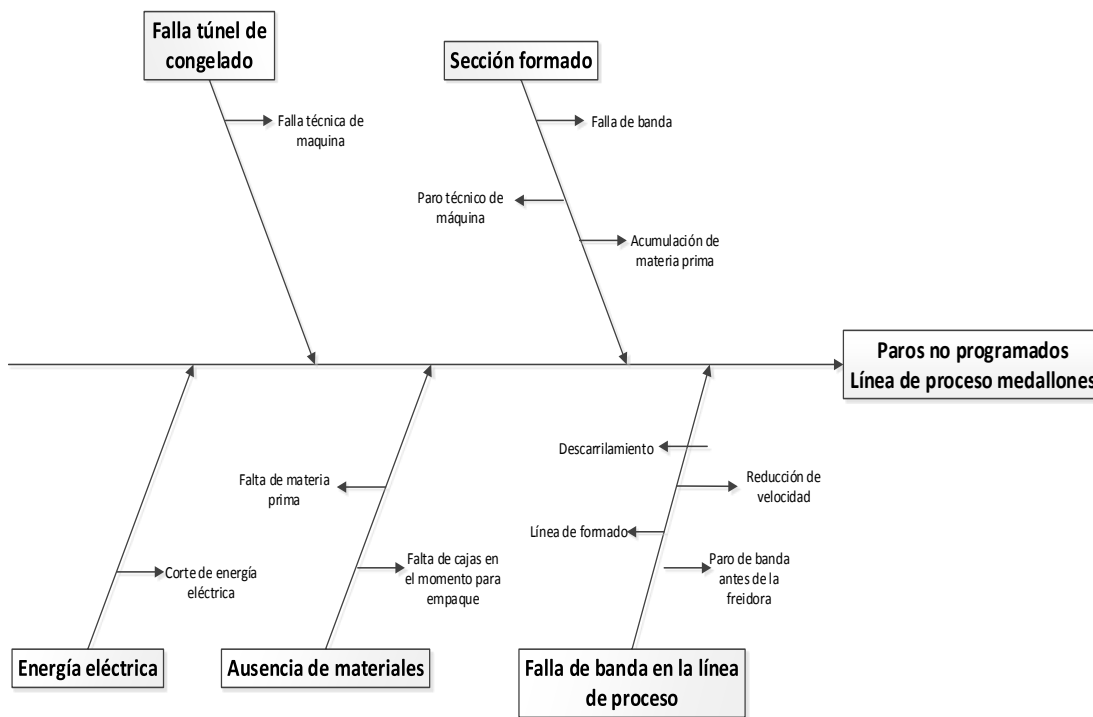 Falla túnel de
congelado
Sección formado
Falla técnica de
maquina
Falla de banda
Paro técnico de
máquina
Acumulación de
materia prima
Paros no programados
Línea de proceso medallones
Descarrilamiento
Reducción de
velocidad
Falta de materia
prima
Línea de formado
Corte de energía
eléctrica
Falta de cajas en
el momento para
empaque
Paro de banda
antes de la
freidora
Energía eléctrica
Ausencia de materiales
Falla de banda en la línea
de proceso